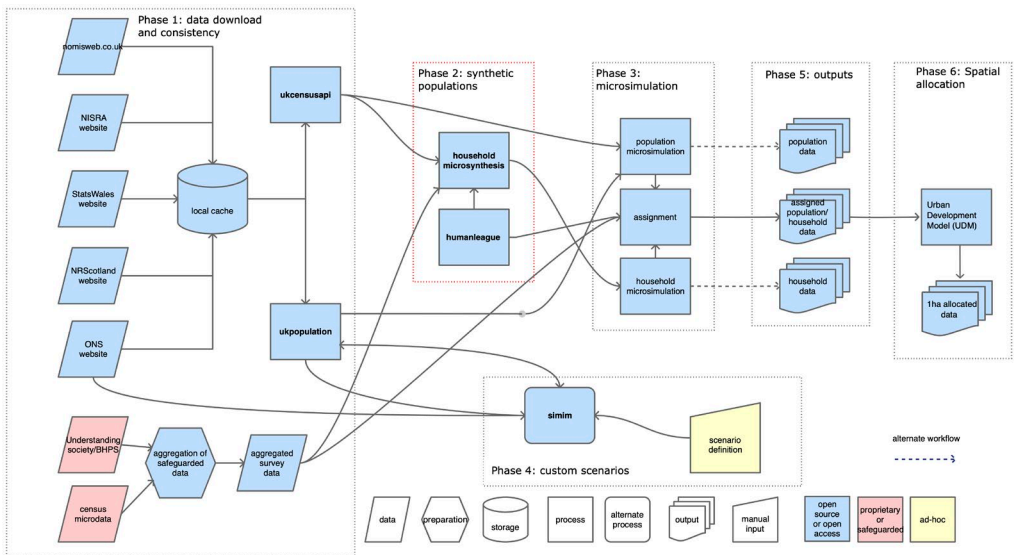 Phase 1: data download
and consistency
nomisweb.co.uk
NISRA
website
StatsWales
website
NRScotland
website
ONS
website
local cache
ukcensusapi
ukpopulation
Understanding
society/BHPS
census
microdata
aggregation of
safeguarded
data
aggregated
survey
data
Phase 2: synthetic
populations
household
microsynthesis
humanleague
Phase 3:
microsimulation
population
microsimulation
assignment
household
microsimulation
Phase 5: outputs
population
data
assigned
population/
household
data
household
data
Phase 6: Spatial
allocation
Urban
Development
Model (UDM)
1ha allocated
data
simim
scenario
definition
Phase 4: custom scenarios
alternate workflow
data
preparation
storage
process
alternate
process
output
manual
input
open
source
or open
access
proprietary
or
safeguarded
ad-hoc